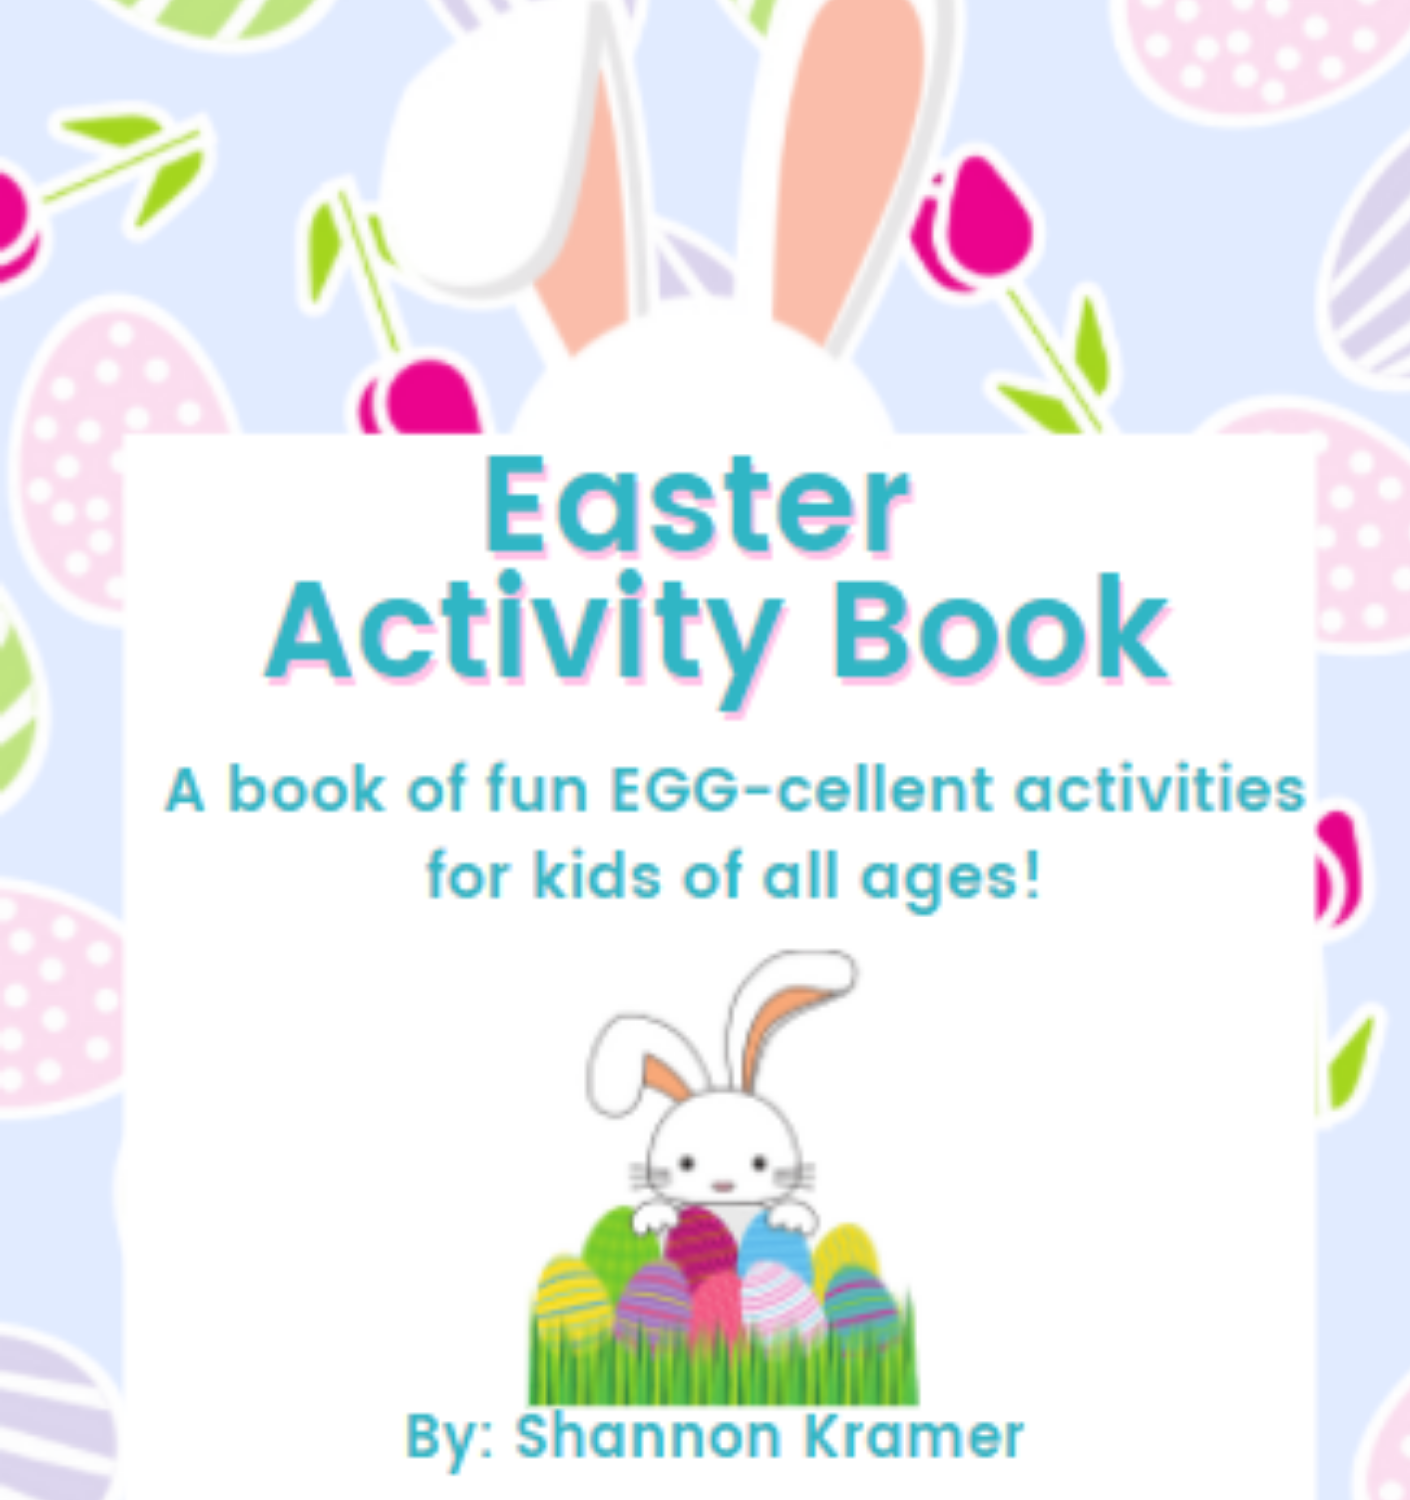 Easter
Activity Book
A book of fun EGG-cellent activities
for kids of all ages!
By: Shannon Kramer